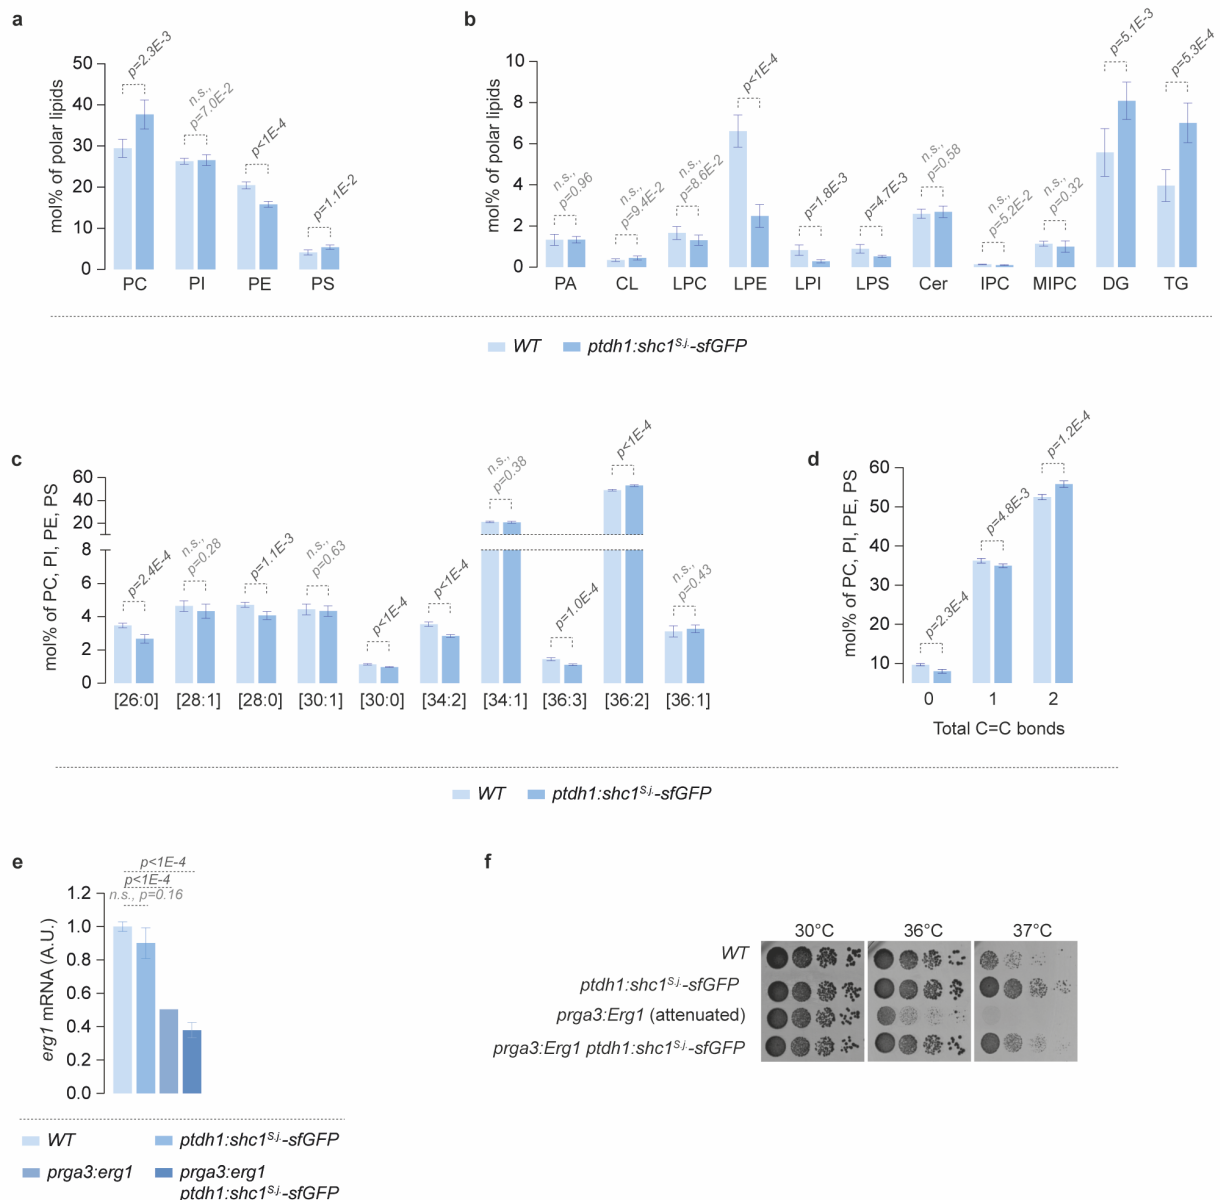 a
mol% of polar lipids
50
40
30
20
10
0
p=2.3E-3
n.s.,
p=7.0E-2
p<1E-4
p=1.1E-2
PC PI PE PS
b
mol% of polar lipids
10
8
6
4
2
0
n.s.,
p=0.96
n.s.,
p=9.4E-2
n.s.,
p=8.6E-2
p<1E-4
p=1.8E-3
p=4.7E-3
n.s.,
p=0.58
n.s.,
p=5.2E-2
n.s.,
p=0.32
p=5.1E-3
p=5.3E-4
PA CL LPC LPE LPI LPS Cer IPC MIPC DG TG
WT ptdh1:shc1S.j.-sfGFP
c
mol% of PC, PI, PE, PS
60
40
20
8
6
4
2
0
p=2.4E-4
n.s.,
p=0.28
p=1.1E-3
n.s.,
p=0.63
p<1E-4
p<1E-4
n.s.,
p=0.38
p=1.0E-4
p<1E-4
n.s.,
p=0.43
[26:0] [28:1] [28:0] [30:1] [30:0] [34:2] [34:1] [36:3] [36:2] [36:1]
d
mol% of PC, PI, PE, PS
60
50
40
30
20
10
p=2.3E-4
p=4.8E-3
p=1.2E-4
0 1 2
Total C=C bonds
WT ptdh1:shc1S.j.-sfGFP
e
p<1E-4
p<1E-4
n.s., p=0.16
erg1 mRNA (A.U.)
1.2
1.0
0.8
0.6
0.4
0.2
0.0
WT ptdh1:shc1S.j.-sfGFP
prga3:erg1 prga3:erg1
ptdh1:shc1S.j.-sfGFP
f
30°C 36°C 37°C
WT
ptdh1:shc1S.j.-sfGFP
prga3:Erg1 (attenuated)
prga3:Erg1 ptdh1:shc1S.j.-sfGFP